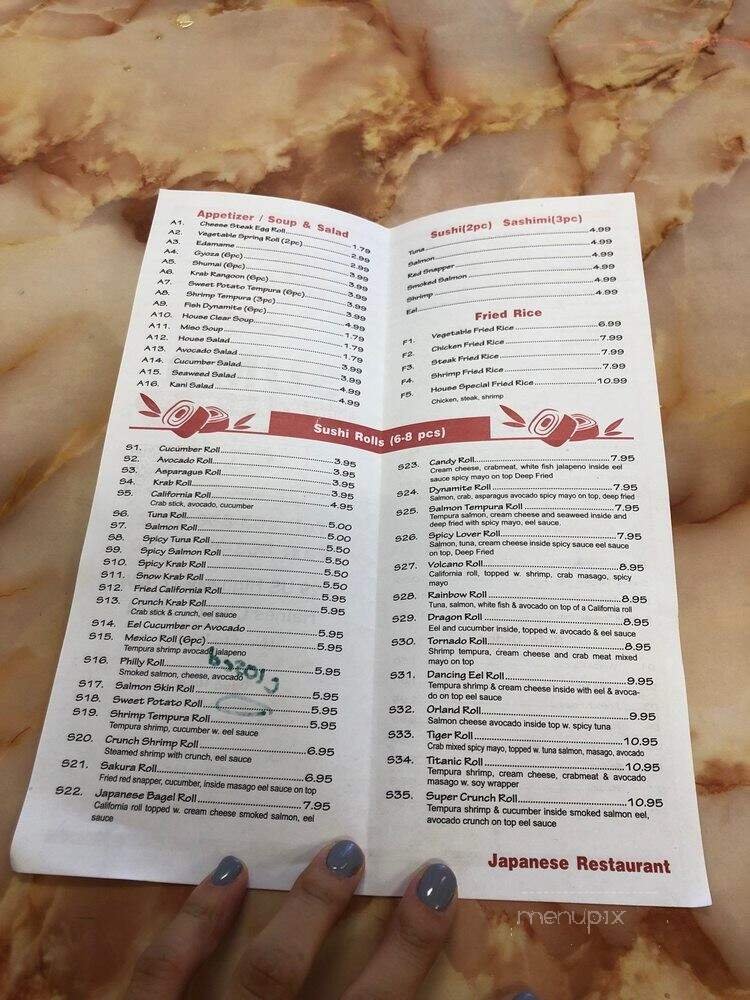 Appetizer / Soup & Salad
A1. Cheese Steak Egg Roll 1.79
A2. Vegetable Spring Roll (2pc) 2.99
A3. Edamame 2.99
A4. Gyoza (6pc) 3.99
A5. Shumai (6pc) 3.99
A6. Krab Rangoon (6pc) 3.99
A7. Sweet Potato Tempura (6pc) 3.99
A8. Shrimp Tempura (3pc) 3.99
A9. Fish Dynamite (6pc) 4.99
A10. House Clear Soup 1.79
A11. Miso Soup 1.79
A12. House Salad 1.79
A13. Avocado Salad 3.99
A14. Cucumber Salad 3.99
A15. Seaweed Salad 4.99
A16. Kani Salad 4.99
Sushi(2pc) Sashimi(3pc)
Tuna 4.99
Salmon 4.99
Red Snapper 4.99
Smoked Salmon 4.99
Shrimp 4.99
Eel 4.99
Fried Rice
F1. Vegetable Fried Rice 6.99
F2. Chicken Fried Rice 7.99
F3. Steak Fried Rice 7.99
F4. Shrimp Fried Rice 7.99
F5. House Special Fried Rice 10.99
Chicken, steak, shrimp
Sushi Rolls (6-8 pcs)
S1. Cucumber Roll 3.95
S2. Avocado Roll 3.95
S3. Asparagus Roll 3.95
S4. Krab Roll 3.95
S5. California Roll 4.95
Crab stick, avocado, cucumber
S6. Tuna Roll 5.00
S7. Salmon Roll 5.00
S8. Spicy Tuna Roll 5.50
S9. Spicy Salmon Roll 5.50
S10. Spicy Krab Roll 5.50
S11. Snow Krab Roll 5.50
S12. Fried California Roll 5.95
S13. Crunch Krab Roll 5.95
Crab stick & crunch, eel sauce
S14. Eel Cucumber or Avocado 5.95
S15. Mexico Roll (6pc) 5.95
Tempura shrimp avocado jalapeno
S16. Philly Roll 5.95
Smoked salmon, cheese, avocado
S17. Salmon Skin Roll 5.95
S18. Sweet Potato Roll 5.95
S19. Shrimp Tempura Roll 5.95
Tempura shrimp, cucumber w. eel sauce
S20. Crunch Shrimp Roll 6.95
Steamed shrimp with crunch, eel sauce
S21. Sakura Roll 6.95
Fried red snapper, cucumber, inside masago eel sauce on top
S22. Japanese Bagel Roll 7.95
California roll topped w. cream cheese smoked salmon, eel
sauce
S23. Candy Roll 7.95
Cream cheese, crabmeat, white fish jalapeno inside eel
sauce spicy mayo on top Deep Fried
S24. Dynamite Roll 7.95
Salmon, crab, asparagus avocado spicy mayo on top, deep fried
S25. Salmon Tempura Roll 7.95
Tempura salmon, cream cheese and seaweed inside and
deep fried with spicy mayo, eel sauce.
S26. Spicy Lover Roll 7.95
Salmon, tuna, cream cheese inside spicy sauce eel sauce
on top, Deep Fried
S27. Volcano Roll 8.95
California roll, topped w. shrimp, crab masago, spicy
mayo
S28. Rainbow Roll 8.95
Tuna, salmon, white fish & avocado on top of a California roll
S29. Dragon Roll 8.95
Eel and cucumber inside, topped w. avocado & eel sauce
S30. Tornado Roll 8.95
Shrimp tempura, cream cheese and crab meat mixed
mayo on top
S31. Dancing Eel Roll 9.95
Tempura shrimp & cream cheese inside with eel & avoca-
do on top eel sauce
S32. Orland Roll 9.95
Salmon cheese avocado inside top w. spicy tuna
S33. Tiger Roll 10.95
Crab mixed spicy mayo, topped w. tuna salmon, masago, avocado
S34. Titanic Roll 10.95
Tempura shrimp, cream cheese, crabmeat & avocado
masago w. soy wrapper
S35. Super Crunch Roll 10.95
Tempura shrimp & cucumber inside smoked salmon eel,
avocado crunch on top eel sauce
Japanese Restaurant
menupix